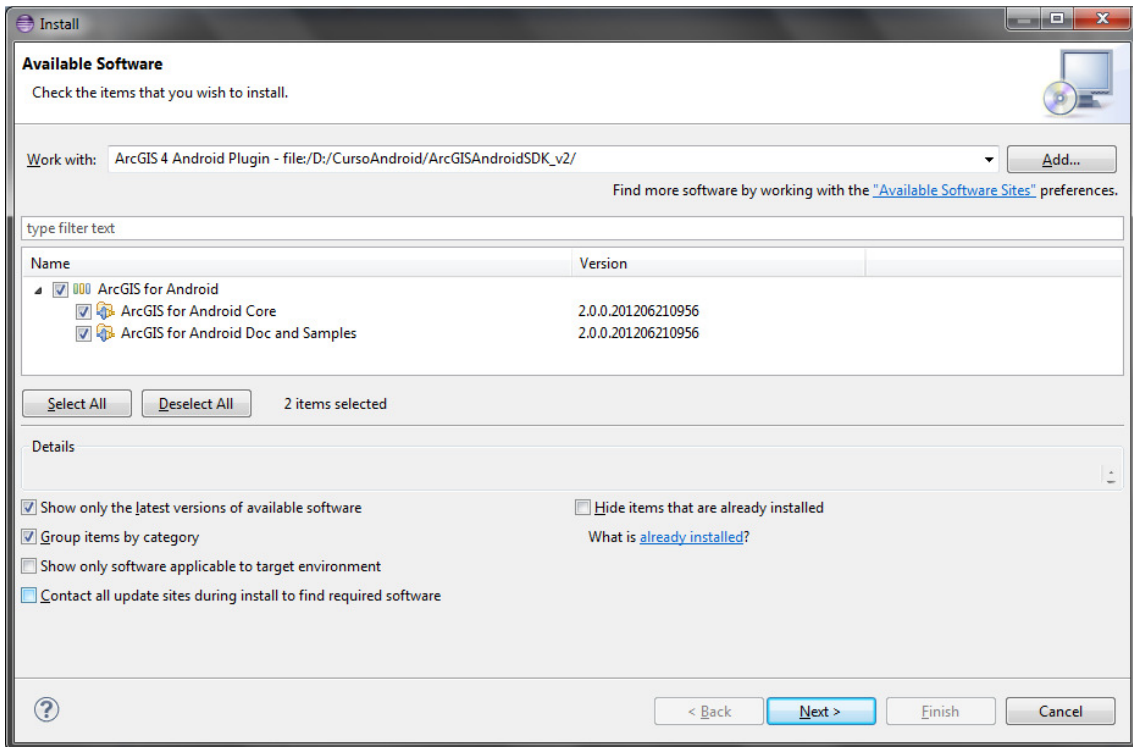 Install
Available Software
Check the items that you wish to install.
Work with: ArcGIS 4 Android Plugin - file:/D:/CursoAndroid/ArcGISAndroidSDK_v2/ Add...
Find more software by working with the "Available Software Sites" preferences.
type filter text
Name Version
ArcGIS for Android
ArcGIS for Android Core 2.0.0.201206210956
ArcGIS for Android Doc and Samples 2.0.0.201206210956
Select All Deselect All 2 items selected
Details
Show only the latest versions of available software Hide items that are already installed
Group items by category What is already installed?
Show only software applicable to target environment
Contact all update sites during install to find required software
? < Back Next > Finish Cancel